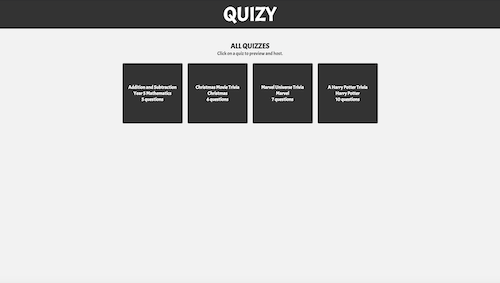 QUIZY
ALL QUIZZES
Click on a quiz to preview and host.
Addition and Subtraction
Year 5 Mathematics
5 questions
Christmas Movie Trivia
Christmas
6 questions
Marvel Universe Trivia
Marvel
7 questions
A Harry Potter Trivia
Harry Potter
10 questions